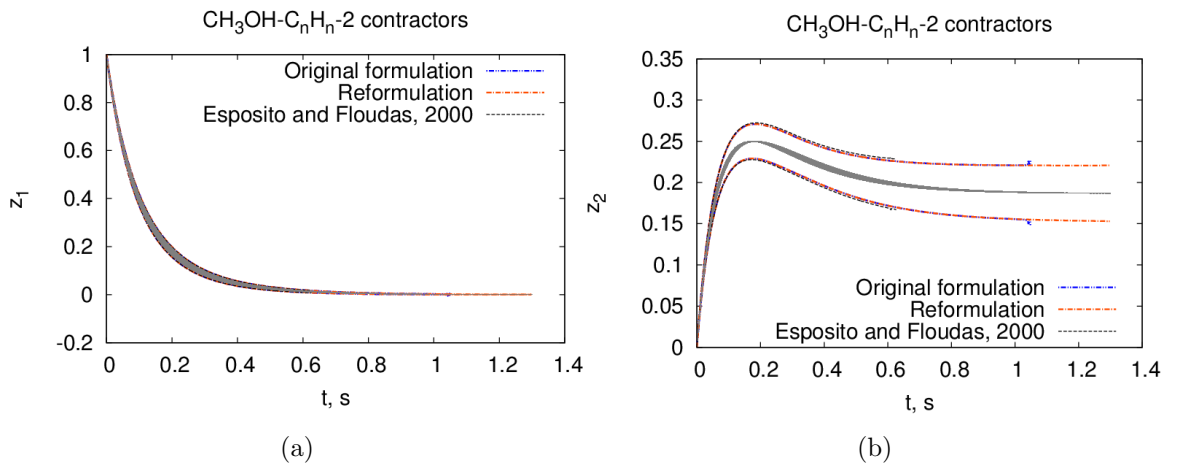 CH3OH-CnHn-2 contractors
z1
1
0.8
0.6
0.4
0.2
0
-0.2
Original formulation
Reformulation
Esposito and Floudas, 2000
0 0.2 0.4 0.6 0.8 1 1.2 1.4
t, s
(a)
CH3OH-CnHn-2 contractors
z2
0.35
0.3
0.25
0.2
0.15
0.1
0.05
0
Original formulation
Reformulation
Esposito and Floudas, 2000
0 0.2 0.4 0.6 0.8 1 1.2 1.4
t, s
(b)